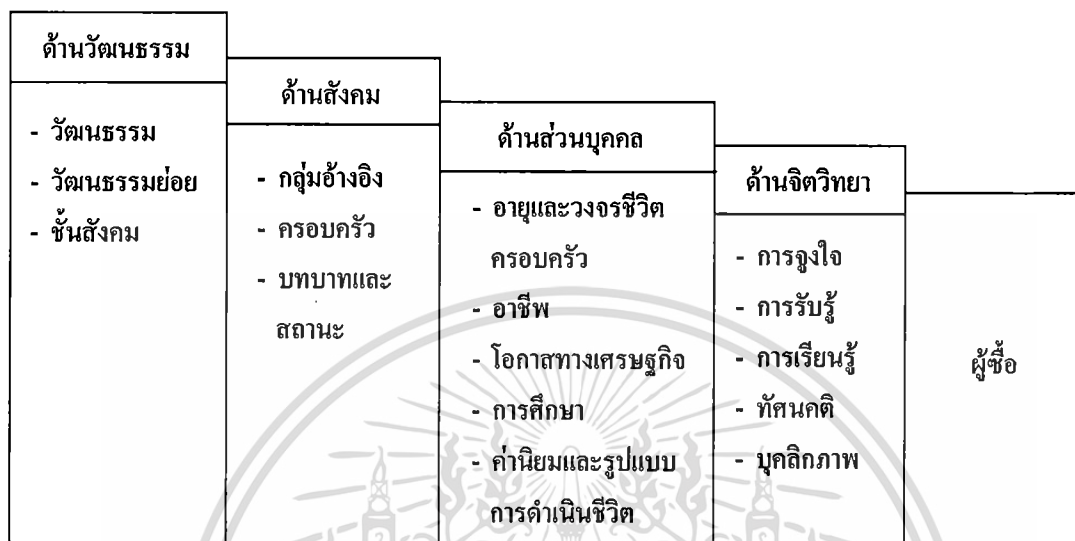 ด้านวัฒนธรรม
- วัฒนธรรม
- วัฒนธรรมย่อย
- ชั้นสังคม
ด้านสังคม
- กลุ่มอ้างอิง
- ครอบครัว
- บทบาทและ
สถานะ
ด้านส่วนบุคคล
- อายุและวงจรชีวิต
ครอบครัว
- อาชีพ
- โอกาสทางเศรษฐกิจ
- การศึกษา
- ค่านิยมและรูปแบบ
การดำเนินชีวิต
ด้านจิตวิทยา
- การจูงใจ
- การรับรู้
- การเรียนรู้
- ทัศนคติ
- บุคลิกภาพ
ผู้ซื้อ